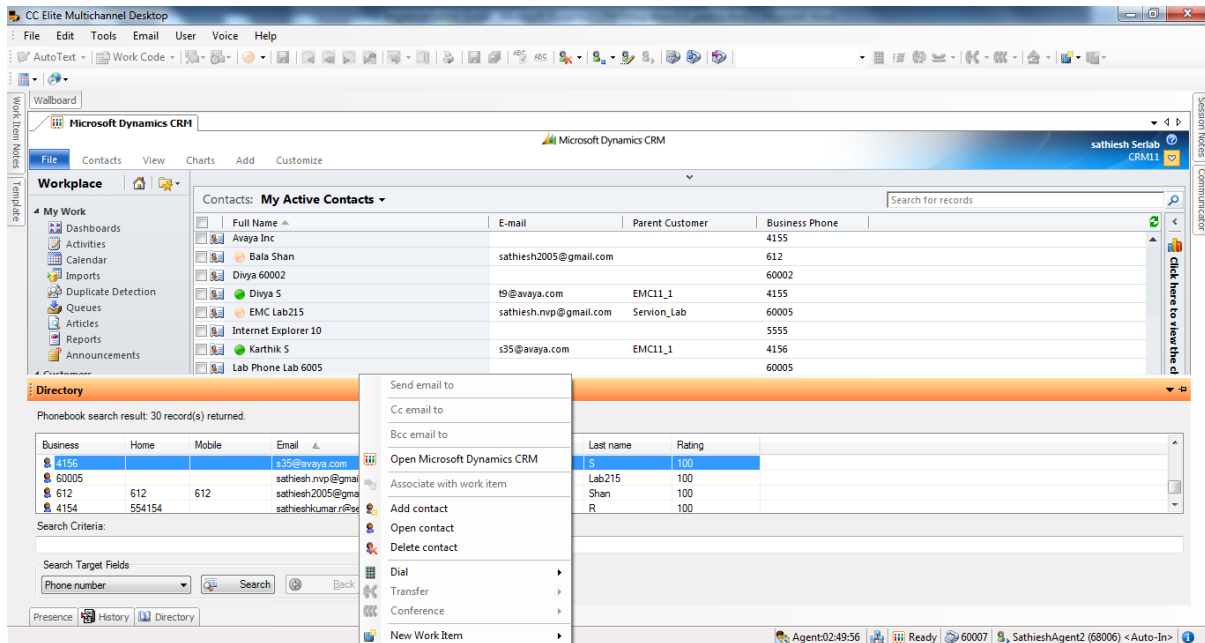 CC Elite Multichannel Desktop
File Edit Tools Email User Voice Help
AutoText Work Code
Wallboard
Work Item Notes
Template
Session Notes
Communicator
Microsoft Dynamics CRM
Microsoft Dynamics CRM
sathiesh Serlab
CRM11
File Contacts View Charts Add Customize
Workplace
My Work
Dashboards
Activities
Calendar
Imports
Duplicate Detection
Queues
Articles
Reports
Announcements
Customers
Contacts: My Active Contacts
Search for records
Full Name E-mail Parent Customer Business Phone
Avaya Inc 4155
Bala Shan sathiesh2005@gmail.com 612
Divya 60002 60002
Divya S t9@avaya.com EMC11_1 4155
EMC Lab215 sathiesh.nvp@gmail.com Servion_Lab 60005
Internet Explorer 10 5555
Karthik S s35@avaya.com EMC11_1 4156
Lab Phone Lab 6005 60005
Click here to view the c
Directory
Phonebook search result: 30 record(s) returned.
Business Home Mobile Email Last name Rating
4156 s35@avaya.com S 100
60005 sathiesh.nvp@gmai Lab215 100
612 612 612 sathiesh2005@gma Shan 100
4154 554154 sathieshkumar.r@se R 100
Search Criteria:
Search Target Fields
Phone number Search Back
Presence History Directory
Send email to
Cc email to
Bcc email to
Open Microsoft Dynamics CRM
Associate with work item
Add contact
Open contact
Delete contact
Dial
Transfer
Conference
New Work Item
Agent:02:49:56 Ready 60007 SathieshAgent2 (68006) <Auto-In>